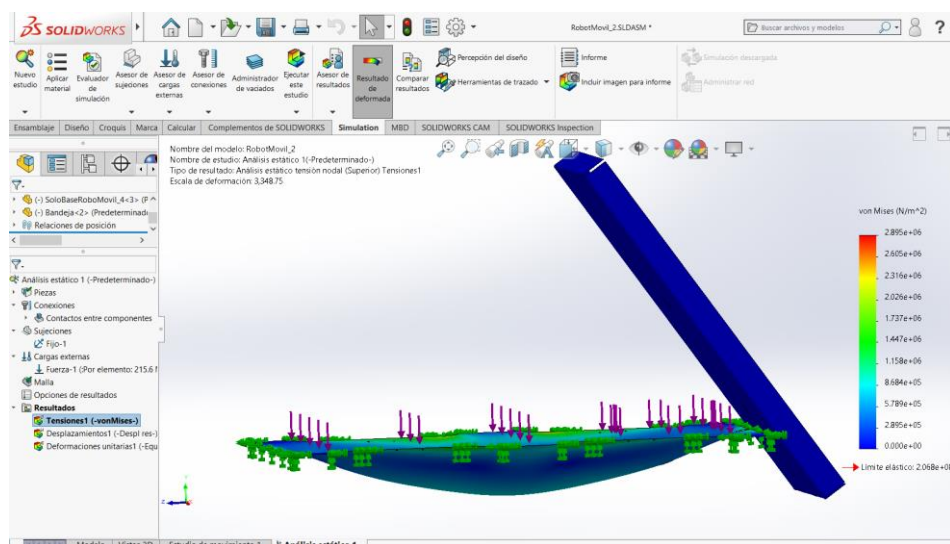 SOLIDWORKS
RobotMovil_2.SLDASM *
Buscar archivos y modelos
?
Nuevo estudio
Aplicar material
Evaluador de simulación
Asesor de sujeciones
Asesor de cargas externas
Asesor de conexiones
Administrador de vaciados
Ejecutar este estudio
Asesor de resultados
Resultado de deformada
Comparar resultados
Percepción del diseño
Herramientas de trazado
Informe
Incluir imagen para informe
Simulación descargada
Administrar red
Ensamblaje Diseño Croquis Marca Calcular Complementos de SOLIDWORKS Simulation MBD SOLIDWORKS CAM SOLIDWORKS Inspection
Nombre del modelo: RobotMovil_2
Nombre de estudio: Análisis estático 1(-Predeterminado-)
Tipo de resultado: Análisis estático tensión nodal (Superior) Tensiones1
Escala de deformación: 3,348.75
(-) SoloBaseRoboMovil_4<3> (P
(-) Bandeja<2> (Predetermina
Relaciones de posición
Análisis estático 1 (-Predeterminado-)
Piezas
Conexiones
Contactos entre componentes
Sujeciones
Fijo-1
Cargas externas
Fuerza-1 (:Por elemento: 215.6
Malla
Opciones de resultados
Resultados
Tensiones1 (-vonMises-)
Desplazamientos1 (-Despl res-)
Deformaciones unitarias1 (-Equ
von Mises (N/m^2)
2.895e+06
2.605e+06
2.316e+06
2.026e+06
1.737e+06
1.447e+06
1.158e+06
8.684e+05
5.789e+05
2.895e+05
0.000e+00
Límite elástico: 2.068e+0
Modelo Vistas 3D Estudio de movimiento 1 Análisis estático 1